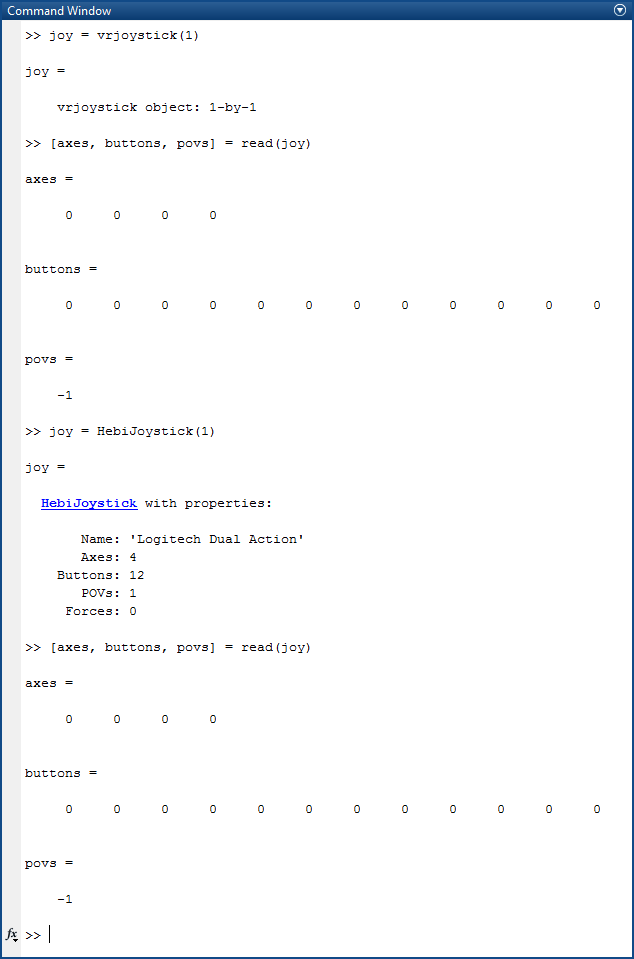 Command Window
>> joy = vrjoystick(1)
joy =
vrjoystick object: 1-by-1
>> [axes, buttons, povs] = read(joy)
axes =
0 0 0 0
buttons =
0 0 0 0 0 0 0 0 0 0 0 0
povs =
-1
>> joy = HebiJoystick(1)
joy =
HebiJoystick with properties:
Name: 'Logitech Dual Action'
Axes: 4
Buttons: 12
POVs: 1
Forces: 0
>> [axes, buttons, povs] = read(joy)
axes =
0 0 0 0
buttons =
0 0 0 0 0 0 0 0 0 0 0 0
povs =
-1
fx >>